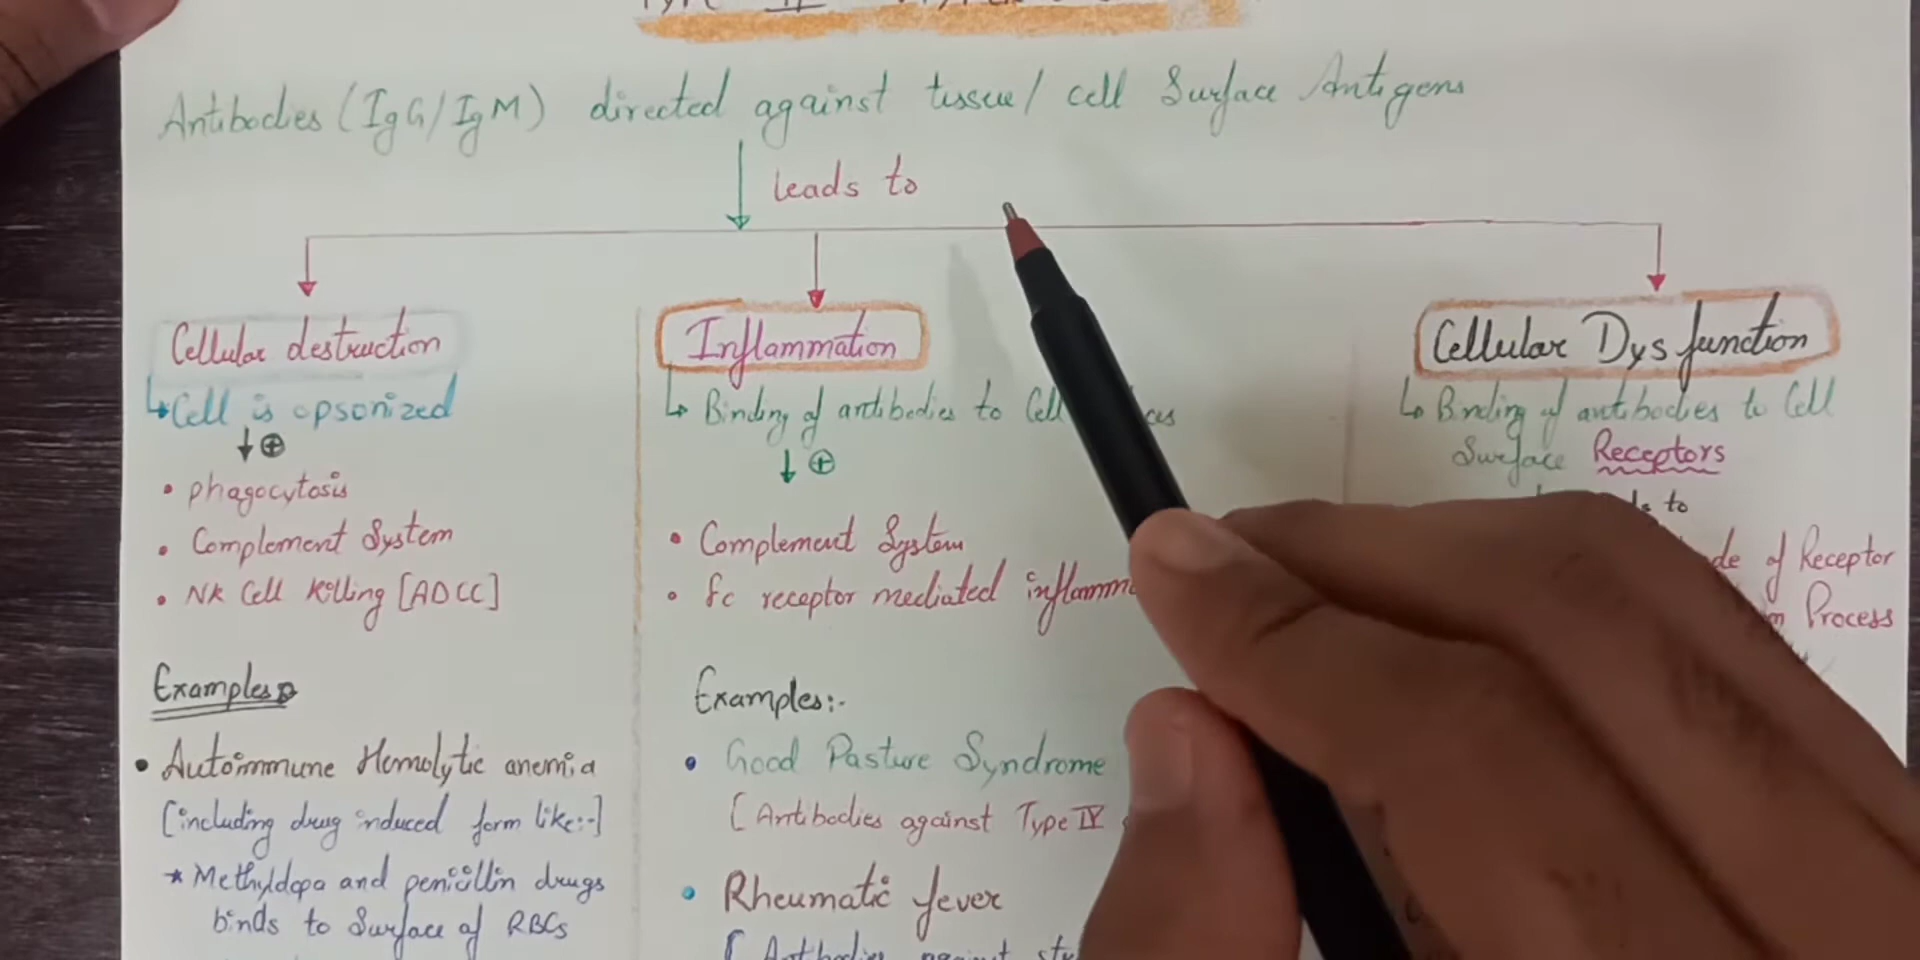 Antibodies (IgG/IgM) directed against tissue/ cell Surface Antigens
leads to
Cellular destruction
Cell is opsonized
• phagocytosis
• Complement System
• NK Cell Killing [ADCC]
Examples
• Autoimmune Hemolytic anemia
[including drug induced form like:-]
* Methyldopa and penicillin drugs
binds to Surface of RBCs
Inflammation
Binding of antibodies to Cell
• Complement System
• fc receptor mediated
Examples:-
• Good Pasture Syndrome
[Antibodies against Type IV
• Rheumatic fever
[Antibodies against
Cellular Dysfunction
Binding of antibodies to Cell
Surface Receptors
to
of Receptor
Process